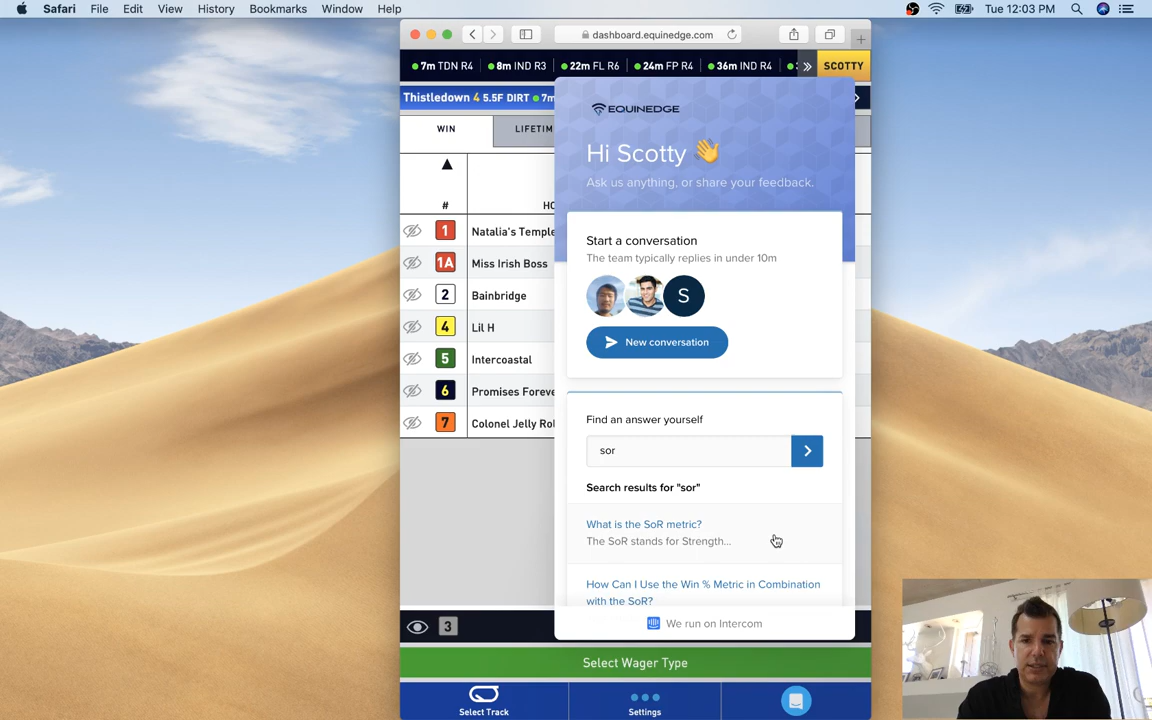 Safari File Edit View History Bookmarks Window Help Tue 12:03 PM
dashboard.equinedge.com
7m TDN R4 8m IND R3 22m FL R6 24m FP R4 36m IND R4 » SCOTTY
Thistledown 4 5.5F DIRT 7m
WIN LIFETIM
# HO
1 Natalia's Temple
1A Miss Irish Boss
2 Bainbridge
4 Lil H
5 Intercoastal
6 Promises Foreve
7 Colonel Jelly Rol
EQUINEDGE
Hi Scotty 👋
Ask us anything, or share your feedback.
Start a conversation
The team typically replies in under 10m
S
New conversation
Find an answer yourself
sor
Search results for "sor"
What is the SoR metric?
The SoR stands for Strength...
How Can I Use the Win % Metric in Combination
with the SoR?
We run on Intercom
3
Select Wager Type
Select Track Settings